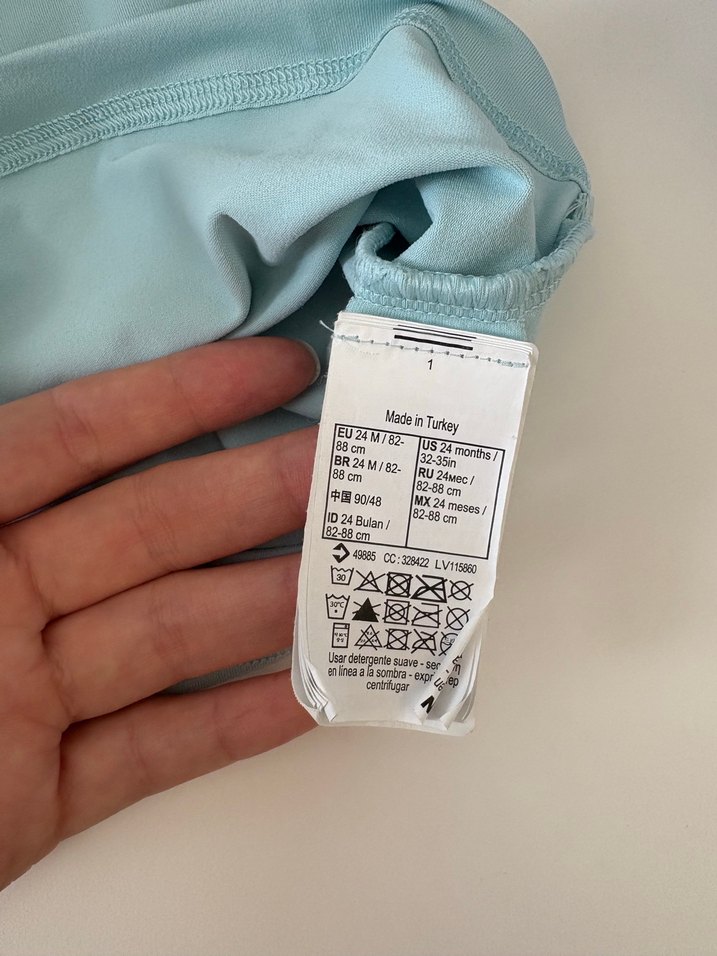 1
Made in Turkey
EU 24 M / 82-
88 cm
BR 24 M / 82-
88 cm
中国 90/48
ID 24 Bulan /
82-88 cm
US 24 months /
32-35in
RU 24мес /
82-88 cm
MX 24 meses /
82-88 cm
49885 CC : 328422 LV115860
30
30°C
Usar detergente suave -
en línea a la sombra -
centrifugar